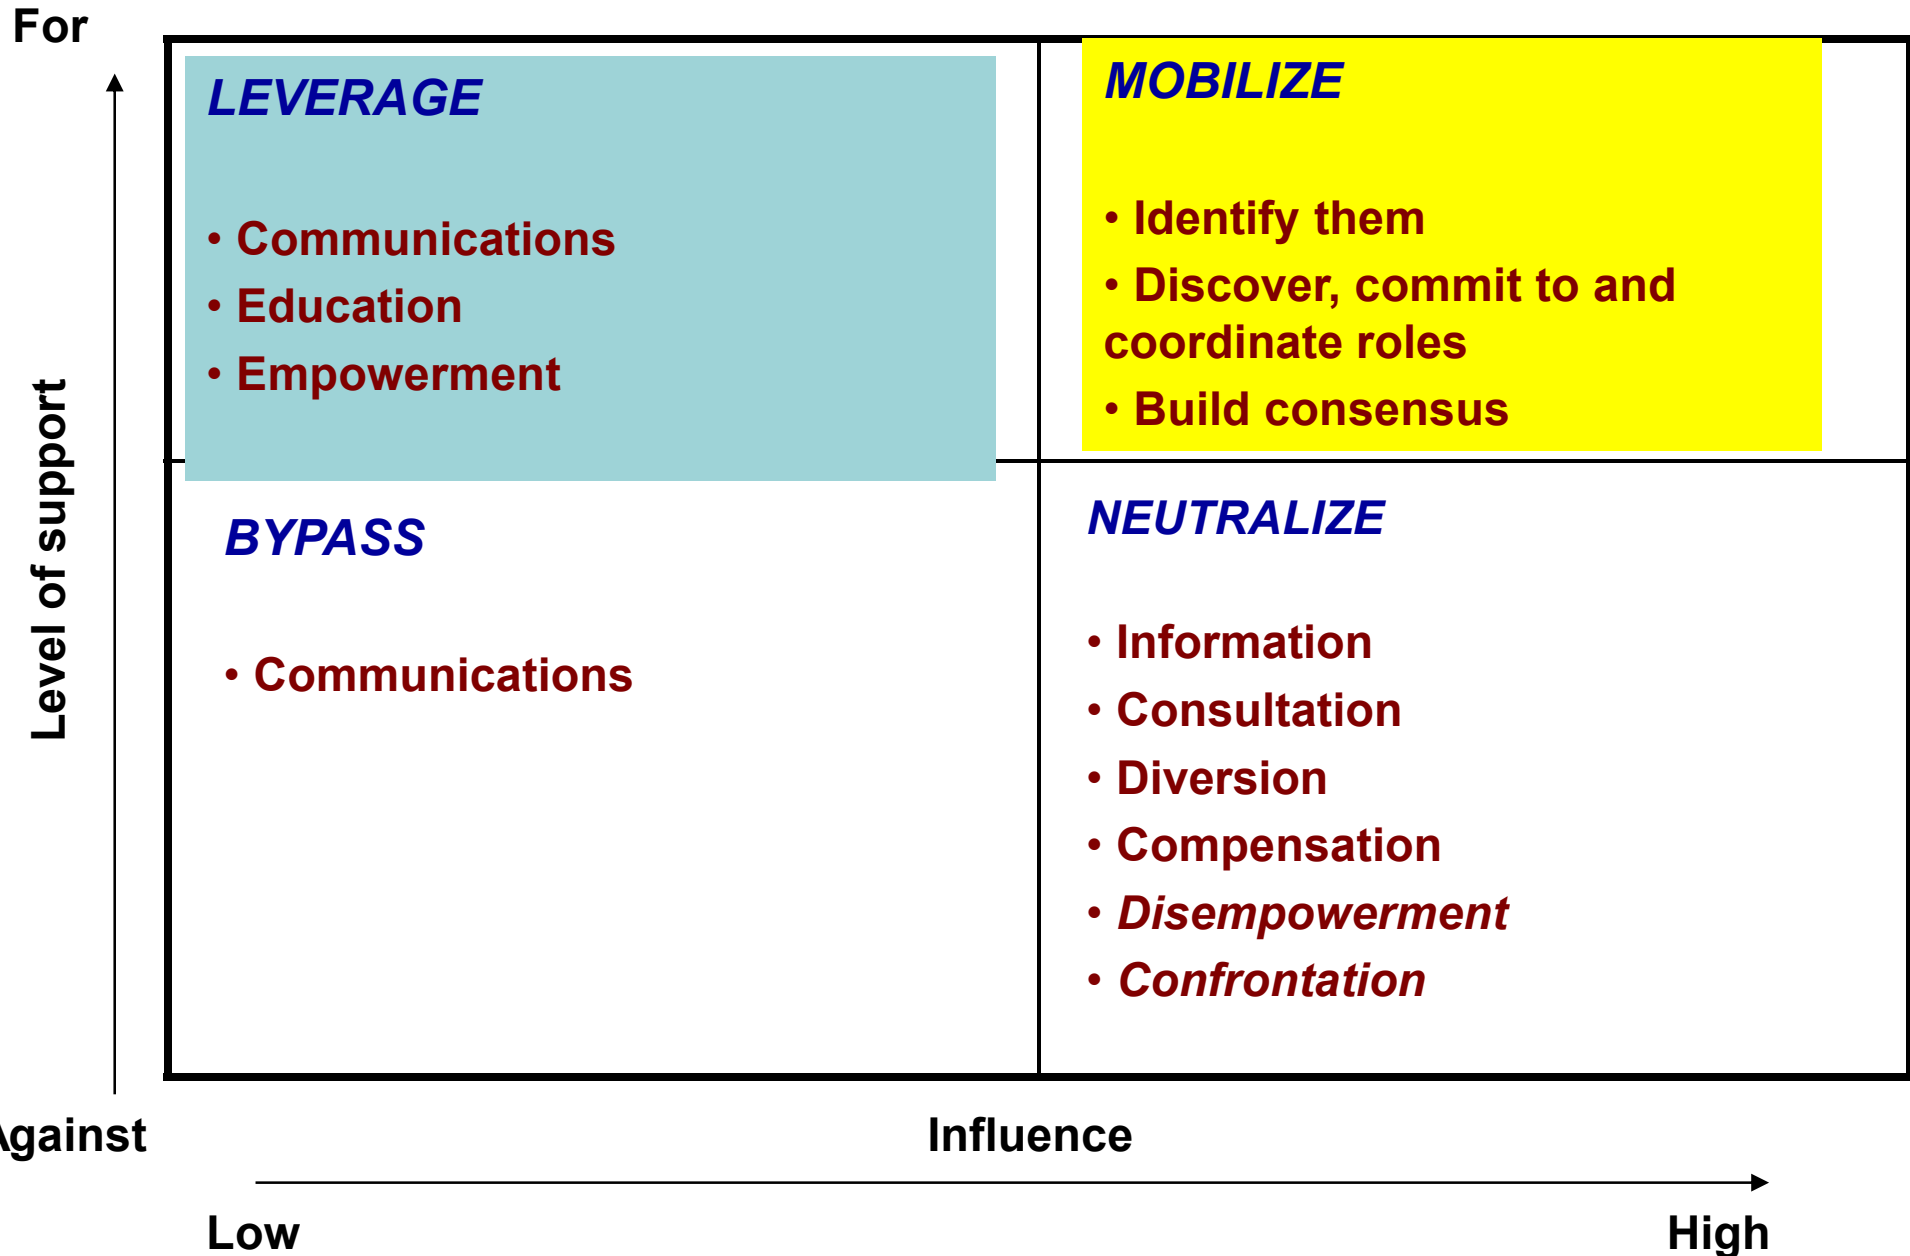 For
LEVERAGE
• Communications
• Education
• Empowerment
MOBILIZE
• Identify them
• Discover, commit to and
coordinate roles
• Build consensus
Level of support
BYPASS
• Communications
NEUTRALIZE
• Information
• Consultation
• Diversion
• Compensation
• Disempowerment
• Confrontation
Against
Influence
Low
High